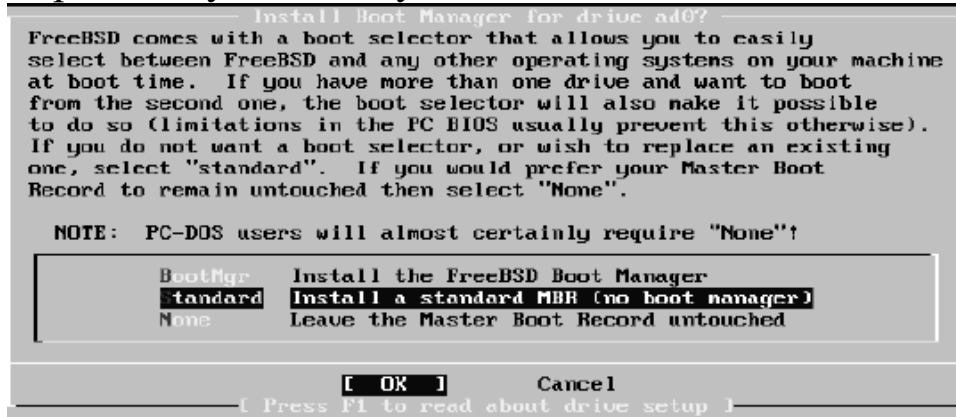 Install Boot Manager for drive ad0?
FreeBSD comes with a boot selector that allows you to easily
select between FreeBSD and any other operating systems on your machine
at boot time.  If you have more than one drive and want to boot
from the second one, the boot selector will also make it possible
to do so (limitations in the PC BIOS usually prevent this otherwise).
If you do not want a boot selector, or wish to replace an existing
one, select "standard".  If you would prefer your Master Boot
Record to remain untouched then select "None".
NOTE:  PC-DOS users will almost certainly require "None"!
BootMgr   Install the FreeBSD Boot Manager
Standard  Install a standard MBR (no boot manager)
None      Leave the Master Boot Record untouched
[  OK  ]     Cancel
[ Press F1 to read about drive setup ]